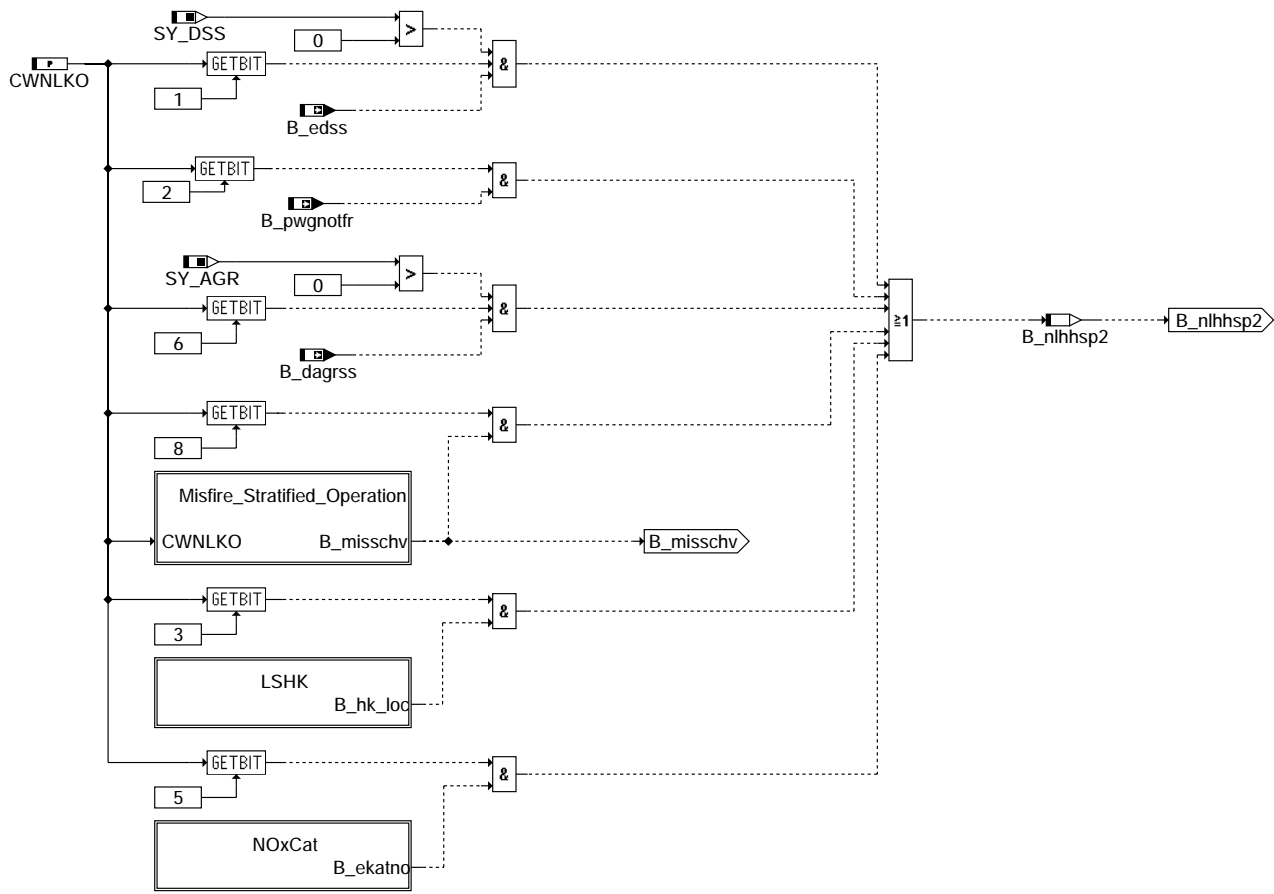 SY_DSS
0
>
P
CWNLKO
GETBIT
&
1
B_edss
GETBIT
&
2
B_pwgnotfr
SY_AGR
0
>
GETBIT
&
≥1
B_nlhhsp2
B_nlhhsp2
6
B_dagrss
GETBIT
&
8
Misfire_Stratified_Operation
CWNLKO B_misschv
B_misschv
GETBIT
&
3
LSHK
B_hk_loc
GETBIT
&
5
NOxCat
B_ekatno